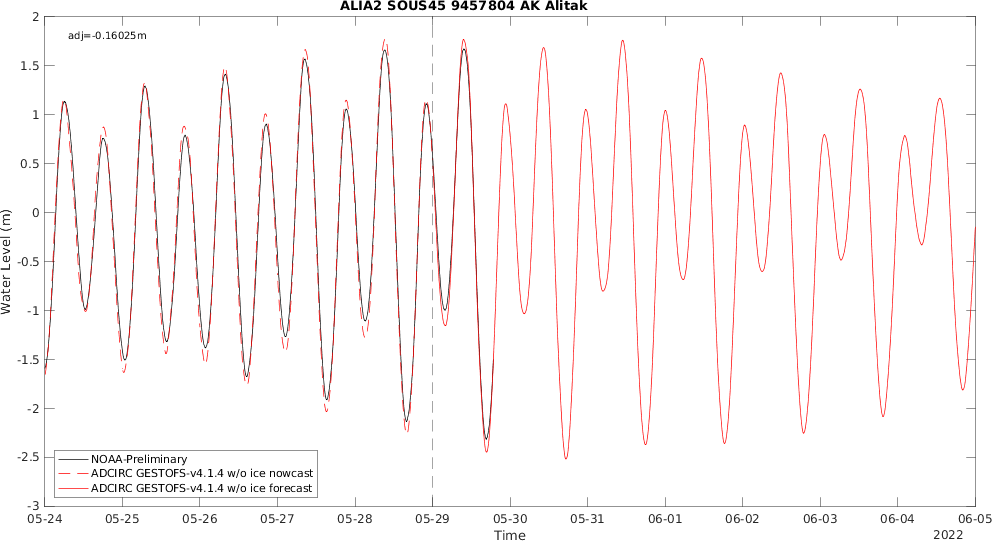 ALIA2 SOUS45 9457804 AK Alitak
adj=-0.16025m
2
1.5
1
0.5
0
-0.5
-1
-1.5
-2
-2.5
-3
Water Level (m)
NOAA-Preliminary
ADCIRC GESTOFS-v4.1.4 w/o ice nowcast
ADCIRC GESTOFS-v4.1.4 w/o ice forecast
05-24 05-25 05-26 05-27 05-28 05-29 05-30 05-31 06-01 06-02 06-03 06-04 06-05
Time
2022